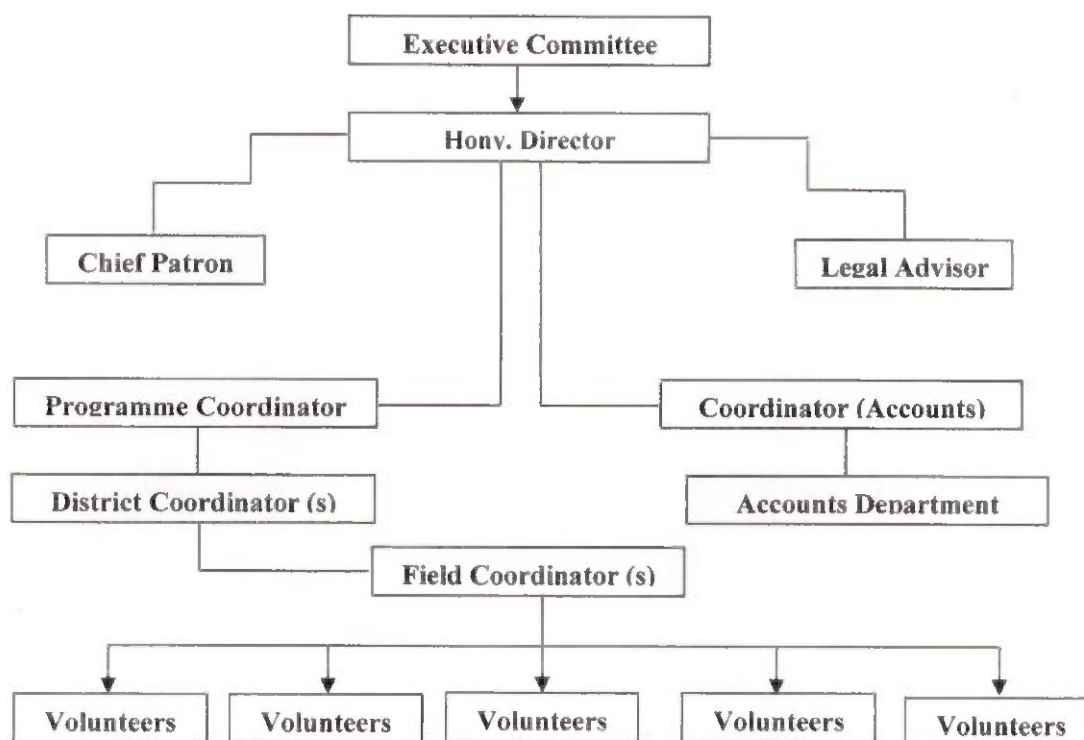 Executive Committee
Hony. Director
Chief Patron
Legal Advisor
Programme Coordinator
Coordinator (Accounts)
District Coordinator (s)
Accounts Department
Field Coordinator (s)
Volunteers
Volunteers
Volunteers
Volunteers
Volunteers